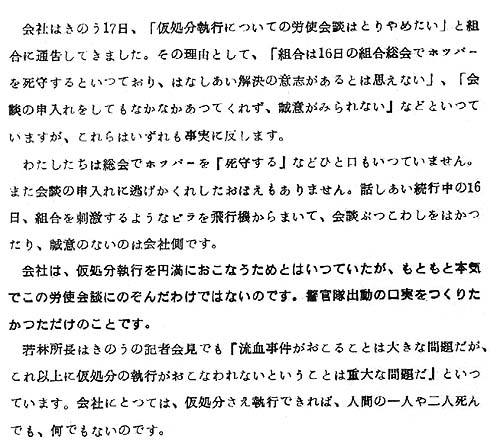 会社はきのう17日、「仮処分執行についての労使会談はとりやめたい」と組
合に通告してきました。その理由として、「組合は16日の組合総会でホッパー
を死守するといつており、はなしあい解決の意志があるとは思えない」、「会
談の申入れをしてもなかなかあつてくれず、誠意がみられない」などといつて
いますが、これらはいずれも事実に反します。
わたしたちは総会でホッパーを『死守する』などひと口もいつていません。
また会談の申入れに逃げかくれしたおぼえもありません。話しあい続行中の16
日、組合を刺激するようなビラを飛行機からまいて、会談ぶつこわしをはかつ
たり、誠意のないのは会社側です。
会社は、仮処分執行を円満におこなうためとはいつていたが、もともと本気
でこの労使会談にのぞんだわけではないのです。警官隊出動の口実をつくりた
かつただけのことです。
若林所長はきのうの記者会見でも『流血事件がおこることは大きな問題だが、
これ以上に仮処分の執行がおこなわれないということは重大な問題だ』といつ
ています。会社にとつては、仮処分さえ執行できれば、人間の一人や二人死ん
でも、何でもないのです。